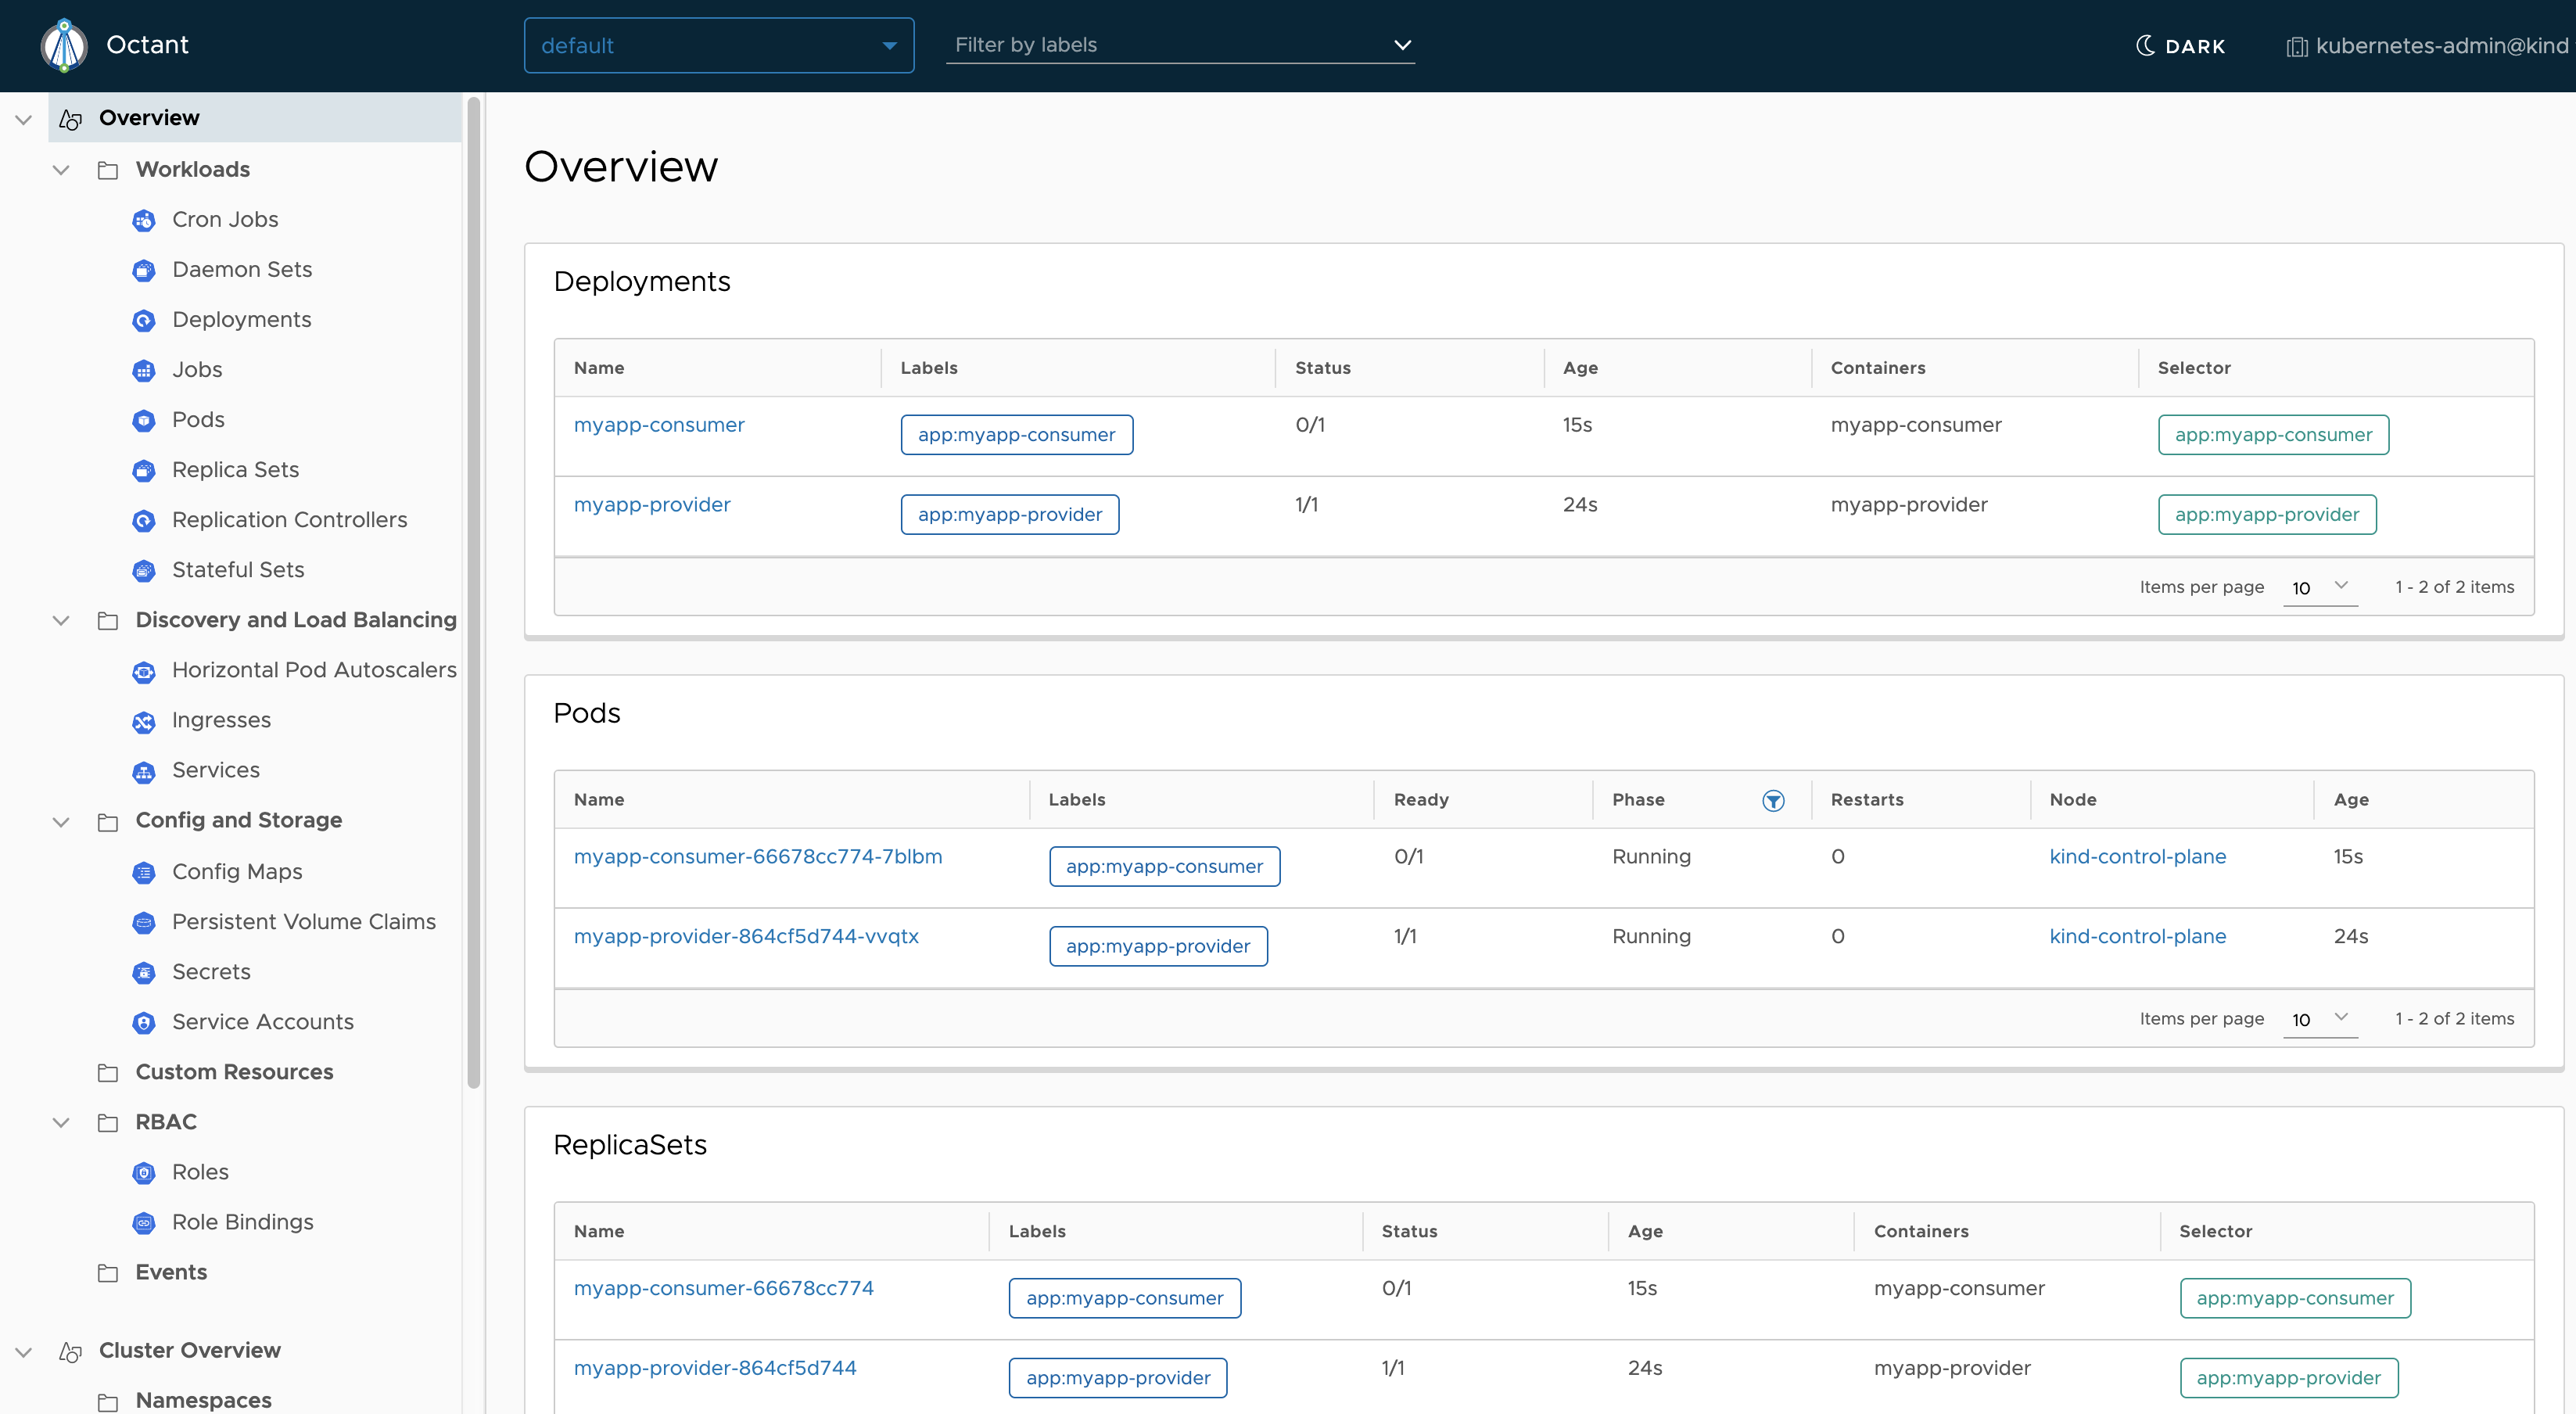 Octant
default
Filter by labels
DARK
kubernetes-admin@kind
Overview
Workloads
Cron Jobs
Daemon Sets
Deployments
Jobs
Pods
Replica Sets
Replication Controllers
Stateful Sets
Discovery and Load Balancing
Horizontal Pod Autoscalers
Ingresses
Services
Config and Storage
Config Maps
Persistent Volume Claims
Secrets
Service Accounts
Custom Resources
RBAC
Roles
Role Bindings
Events
Cluster Overview
Namespaces
Overview
Deployments
Name Labels Status Age Containers Selector
myapp-consumer app:myapp-consumer 0/1 15s myapp-consumer app:myapp-consumer
myapp-provider app:myapp-provider 1/1 24s myapp-provider app:myapp-provider
Items per page 10 1 - 2 of 2 items
Pods
Name Labels Ready Phase Restarts Node Age
myapp-consumer-66678cc774-7blbm app:myapp-consumer 0/1 Running 0 kind-control-plane 15s
myapp-provider-864cf5d744-vvqtx app:myapp-provider 1/1 Running 0 kind-control-plane 24s
Items per page 10 1 - 2 of 2 items
ReplicaSets
Name Labels Status Age Containers Selector
myapp-consumer-66678cc774 app:myapp-consumer 0/1 15s myapp-consumer app:myapp-consumer
myapp-provider-864cf5d744 app:myapp-provider 1/1 24s myapp-provider app:myapp-provider